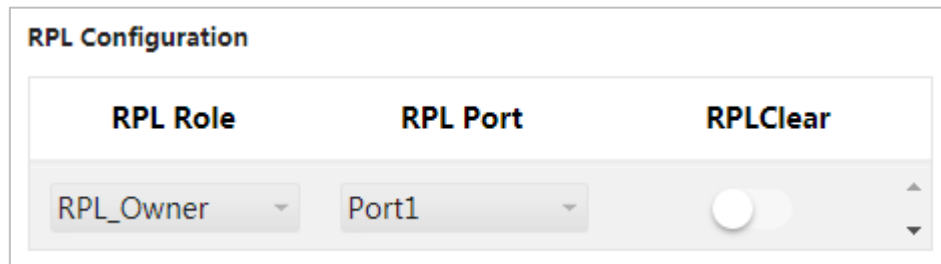 RPL Configuration
RPL Role RPL Port RPLClear
RPL_Owner Port1